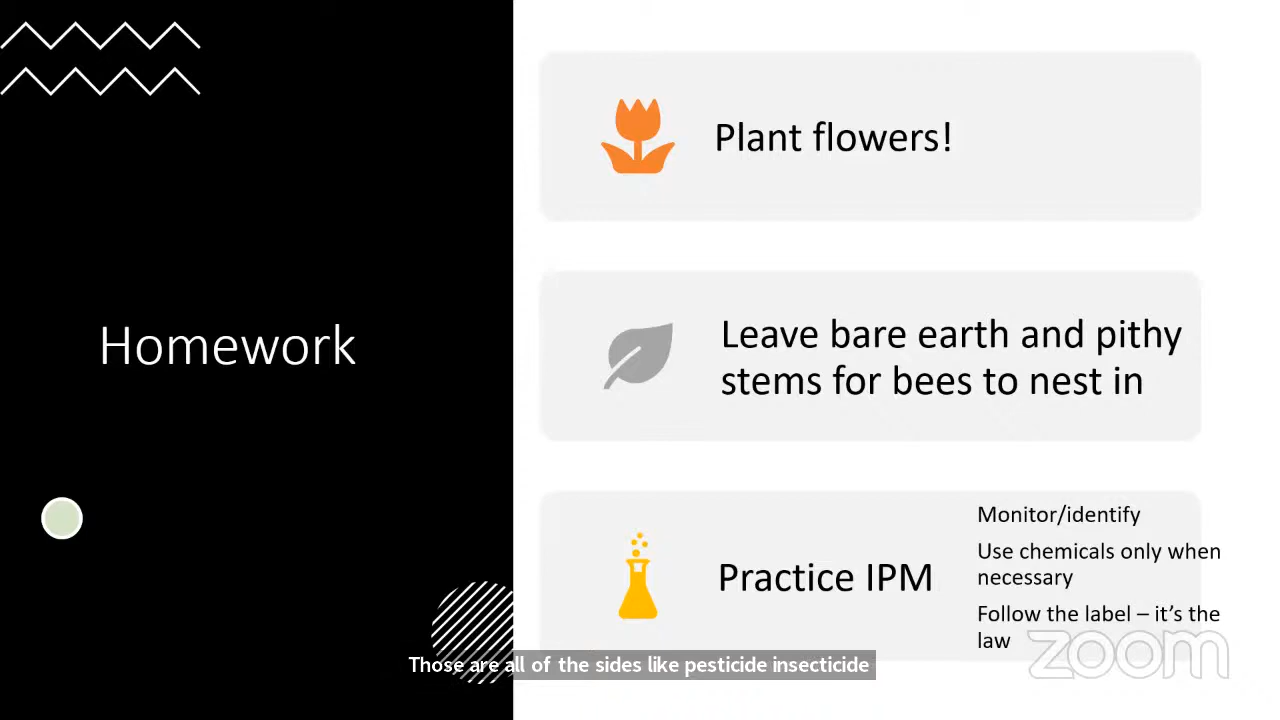 Homework
Plant flowers!
Leave bare earth and pithy
stems for bees to nest in
Practice IPM
Monitor/identify
Use chemicals only when
necessary
Follow the label – it's the
law
zoom
Those are all of the sides like pesticide insecticide